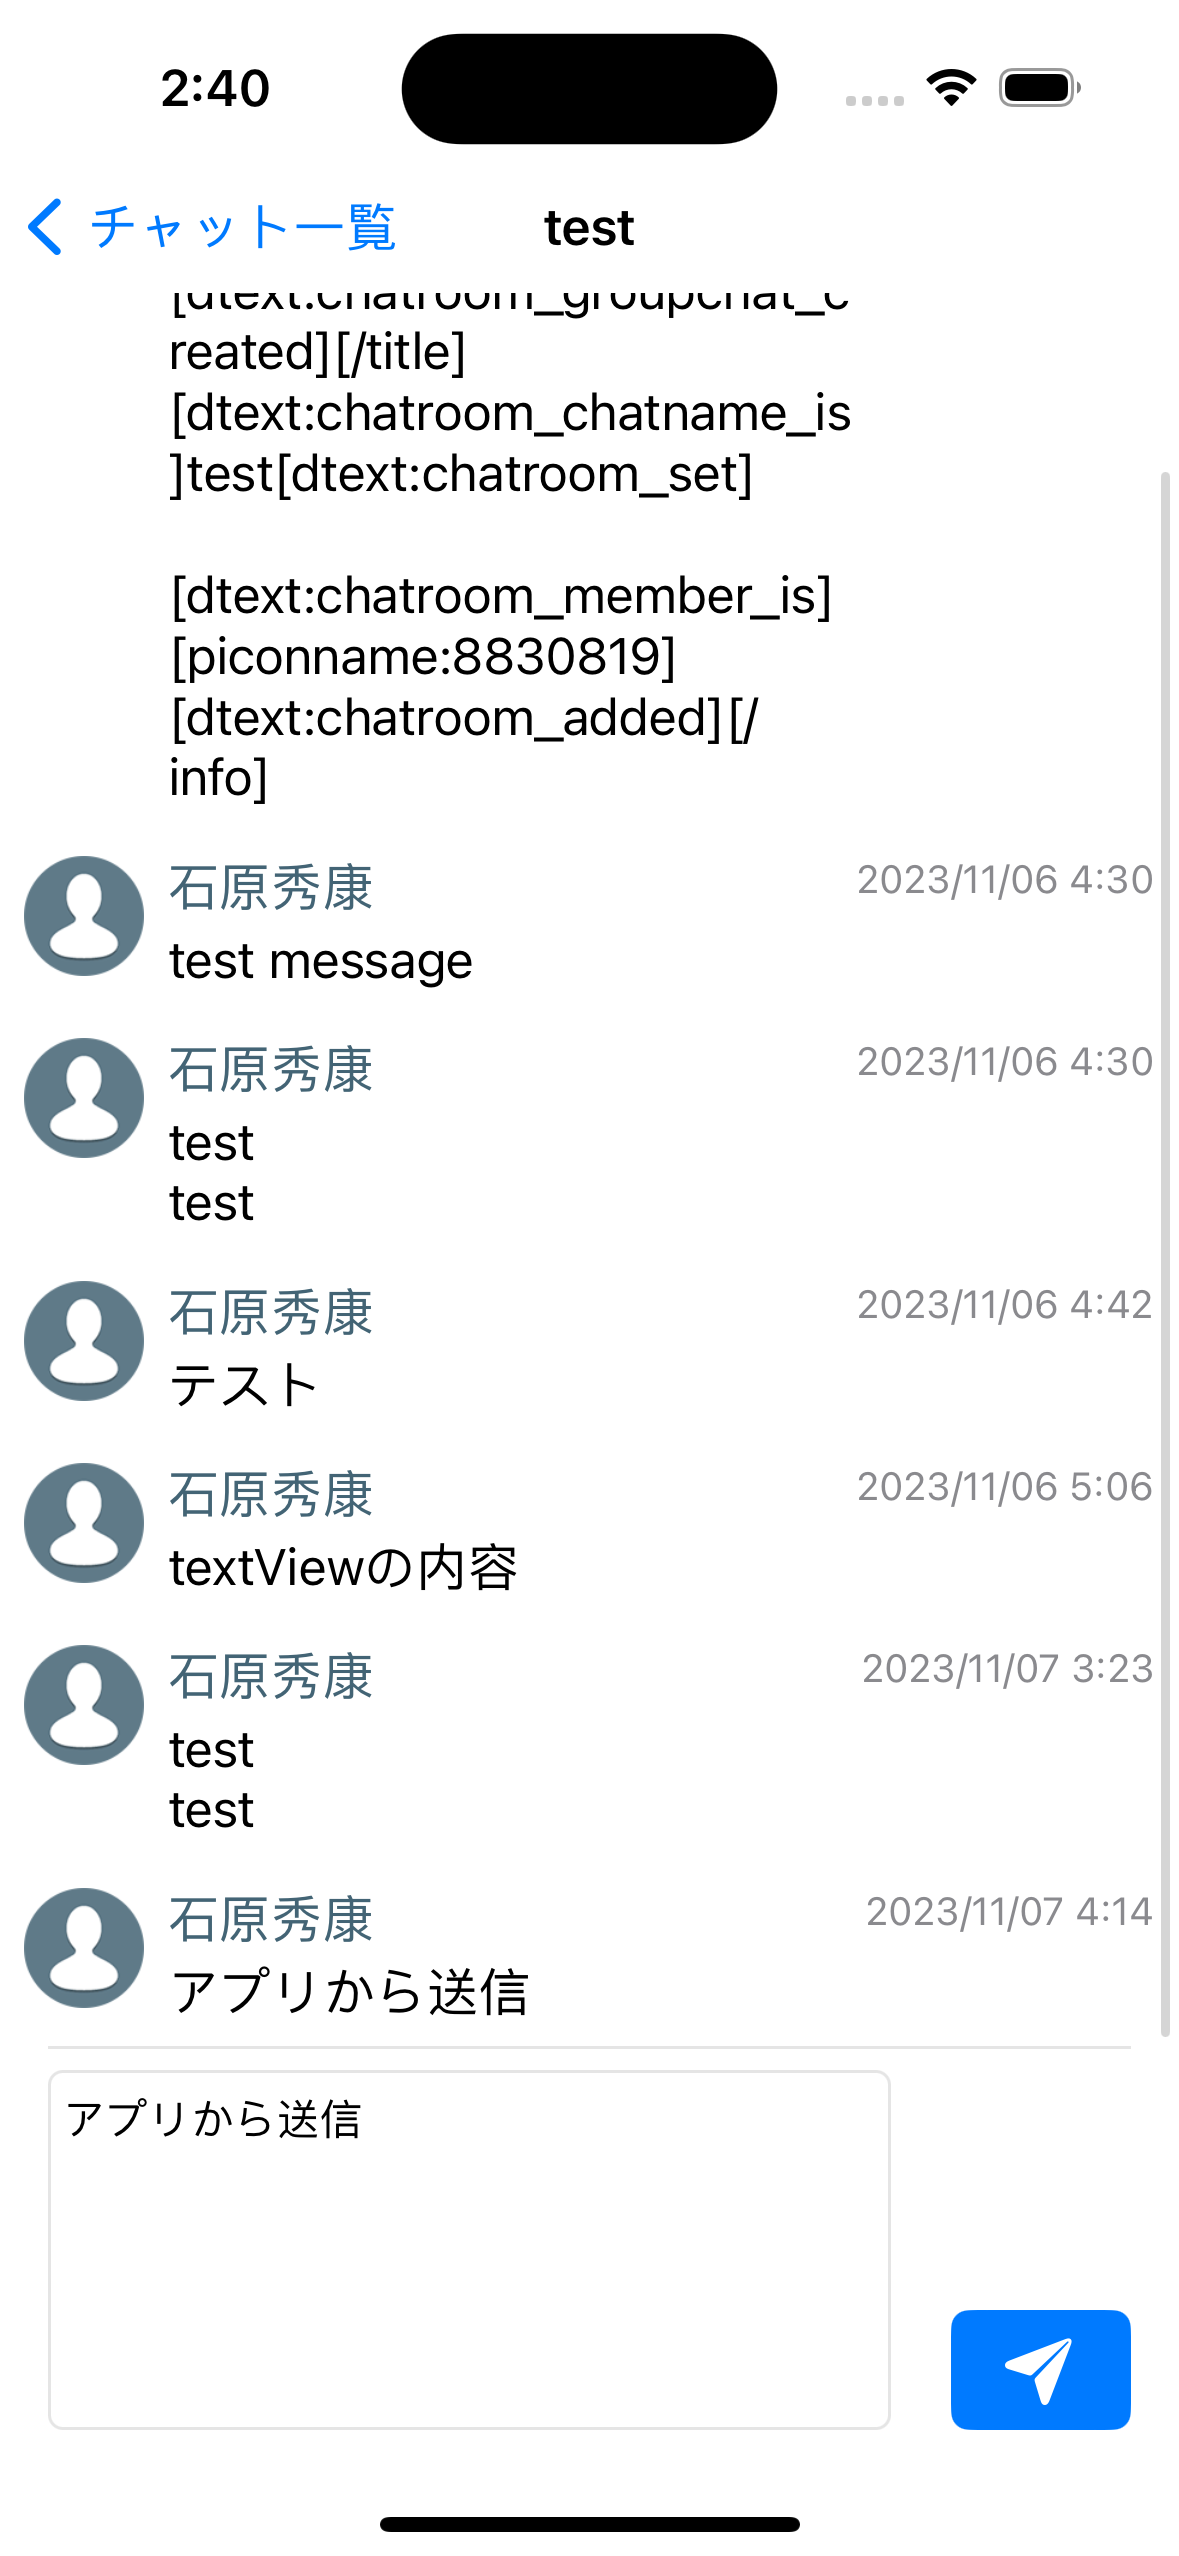 2:40
チャット一覧
test
[dtext:chatroom_groupchat_c
reated][/title]
[dtext:chatroom_chatname_is
]test[dtext:chatroom_set]
[dtext:chatroom_member_is]
[piconname:8830819]
[dtext:chatroom_added][/
info]
石原秀康 2023/11/06 4:30
test message
石原秀康 2023/11/06 4:30
test
test
石原秀康 2023/11/06 4:42
テスト
石原秀康 2023/11/06 5:06
textViewの内容
石原秀康 2023/11/07 3:23
test
test
石原秀康 2023/11/07 4:14
アプリから送信
アプリから送信